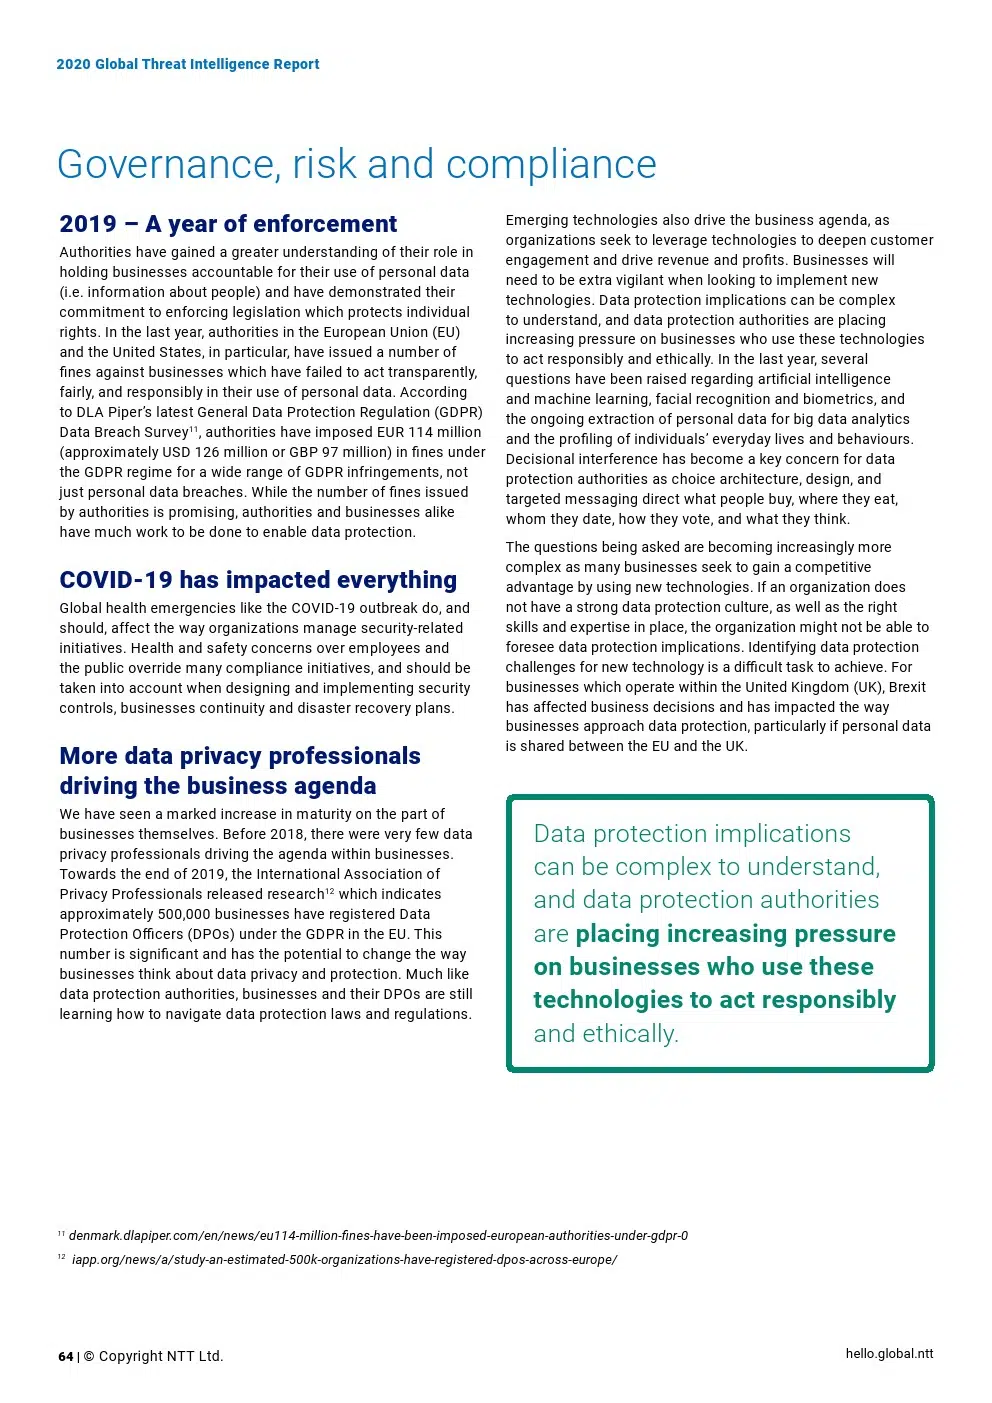 2020 Global Threat Intelligence Report
Governance, risk and compliance
2019 – A year of enforcement
Authorities have gained a greater understanding of their role in
holding businesses accountable for their use of personal data
(i.e. information about people) and have demonstrated their
commitment to enforcing legislation which protects individual
rights. In the last year, authorities in the European Union (EU)
and the United States, in particular, have issued a number of
fines against businesses which have failed to act transparently,
fairly, and responsibly in their use of personal data. According
to DLA Piper’s latest General Data Protection Regulation (GDPR)
Data Breach Survey¹¹, authorities have imposed EUR 114 million
(approximately USD 126 million or GBP 97 million) in fines under
the GDPR regime for a wide range of GDPR infringements, not
just personal data breaches. While the number of fines issued
by authorities is promising, authorities and businesses alike
have much work to be done to enable data protection.
COVID-19 has impacted everything
Global health emergencies like the COVID-19 outbreak do, and
should, affect the way organizations manage security-related
initiatives. Health and safety concerns over employees and
the public override many compliance initiatives, and should be
taken into account when designing and implementing security
controls, businesses continuity and disaster recovery plans.
More data privacy professionals
driving the business agenda
We have seen a marked increase in maturity on the part of
businesses themselves. Before 2018, there were very few data
privacy professionals driving the agenda within businesses.
Towards the end of 2019, the International Association of
Privacy Professionals released research¹² which indicates
approximately 500,000 businesses have registered Data
Protection Officers (DPOs) under the GDPR in the EU. This
number is significant and has the potential to change the way
businesses think about data privacy and protection. Much like
data protection authorities, businesses and their DPOs are still
learning how to navigate data protection laws and regulations.
Emerging technologies also drive the business agenda, as
organizations seek to leverage technologies to deepen customer
engagement and drive revenue and profits. Businesses will
need to be extra vigilant when looking to implement new
technologies. Data protection implications can be complex
to understand, and data protection authorities are placing
increasing pressure on businesses who use these technologies
to act responsibly and ethically. In the last year, several
questions have been raised regarding artificial intelligence
and machine learning, facial recognition and biometrics, and
the ongoing extraction of personal data for big data analytics
and the profiling of individuals’ everyday lives and behaviours.
Decisional interference has become a key concern for data
protection authorities as choice architecture, design, and
targeted messaging direct what people buy, where they eat,
whom they date, how they vote, and what they think.
The questions being asked are becoming increasingly more
complex as many businesses seek to gain a competitive
advantage by using new technologies. If an organization does
not have a strong data protection culture, as well as the right
skills and expertise in place, the organization might not be able to
foresee data protection implications. Identifying data protection
challenges for new technology is a difficult task to achieve. For
businesses which operate within the United Kingdom (UK), Brexit
has affected business decisions and has impacted the way
businesses approach data protection, particularly if personal data
is shared between the EU and the UK.
Data protection implications
can be complex to understand,
and data protection authorities
are placing increasing pressure
on businesses who use these
technologies to act responsibly
and ethically.
¹¹ denmark.dlapiper.com/en/news/eu114-million-fines-have-been-imposed-european-authorities-under-gdpr-0
¹² iapp.org/news/a/study-an-estimated-500k-organizations-have-registered-dpos-across-europe/
64 | © Copyright NTT Ltd.
hello.global.ntt